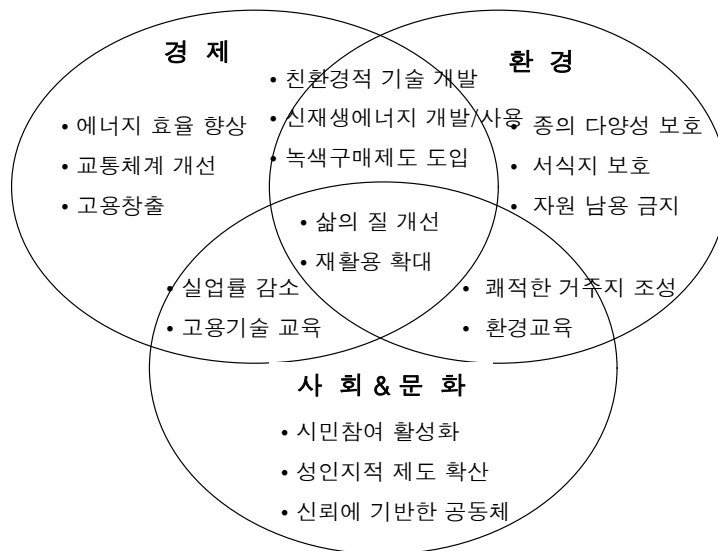 경 제
환 경
• 친환경적 기술 개발
• 신재생에너지 개발/사용
• 녹색구매제도 도입
• 에너지 효율 향상
• 교통체계 개선
• 고용창출
• 종의 다양성 보호
• 서식지 보호
• 자원 남용 금지
• 삶의 질 개선
• 재활용 확대
• 실업률 감소
• 고용기술 교육
• 쾌적한 거주지 조성
• 환경교육
사 회 & 문 화
• 시민참여 활성화
• 성인지적 제도 확산
• 신뢰에 기반한 공동체